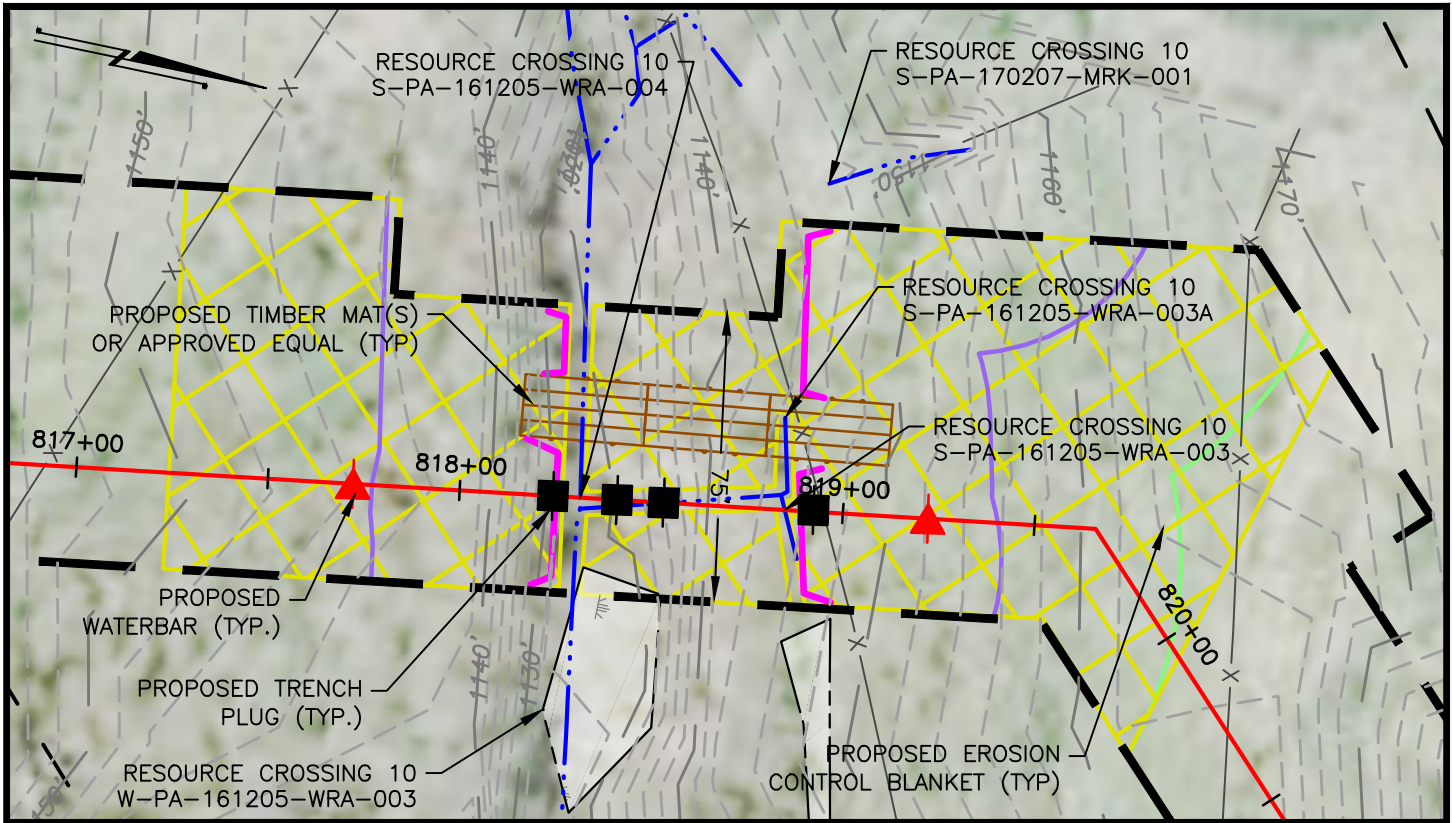 RESOURCE CROSSING 10
S-PA-161205-WRA-004
RESOURCE CROSSING 10
S-PA-170207-MRK-001
1150'
1140'
1140'
1150'
1160'
1170'
PROPOSED TIMBER MAT(S)
OR APPROVED EQUAL (TYP)
RESOURCE CROSSING 10
S-PA-161205-WRA-003A
RESOURCE CROSSING 10
S-PA-161205-WRA-003
817+00
818+00
819+00
820+00
75'
PROPOSED
WATERBAR (TYP.)
PROPOSED TRENCH
PLUG (TYP.)
1140'
1130'
RESOURCE CROSSING 10
W-PA-161205-WRA-003
PROPOSED EROSION
CONTROL BLANKET (TYP)
1150'